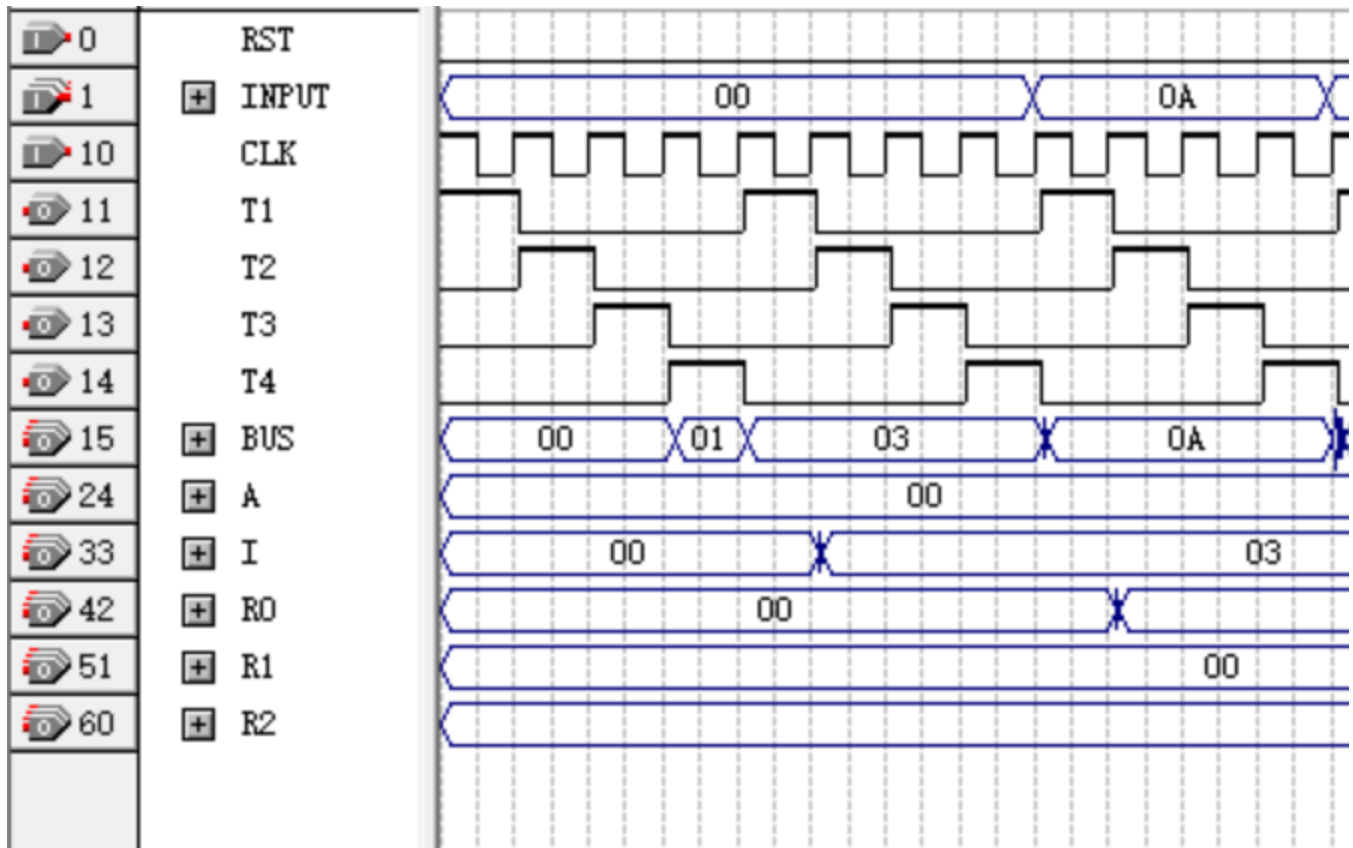 0 RST
1 INPUT 00 0A
10 CLK
11 T1
12 T2
13 T3
14 T4
15 BUS 00 01 03 0A
24 A 00
33 I 00 03
42 R0 00
51 R1 00
60 R2